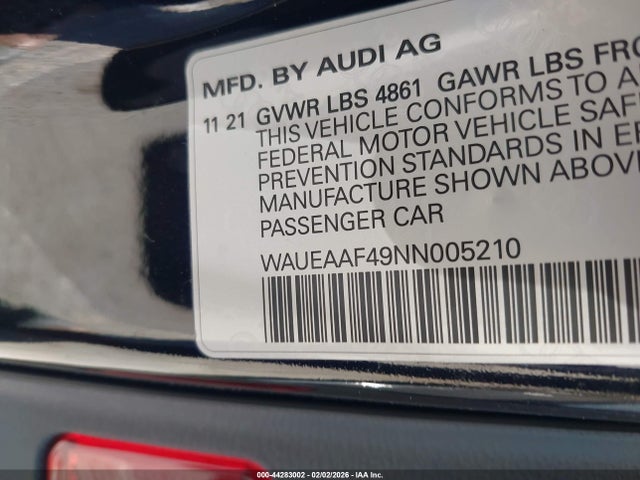 MFD. BY AUDI AG
11 21 GVWR LBS 4861 GAWR LBS
THIS VEHICLE CONFORMS TO
FEDERAL MOTOR VEHICLE
PREVENTION STANDARDS IN
MANUFACTURE SHOWN ABOVE
PASSENGER CAR
WAUEAAF49NN005210
000-44283002 - 02/02/2026 - IAA Inc.